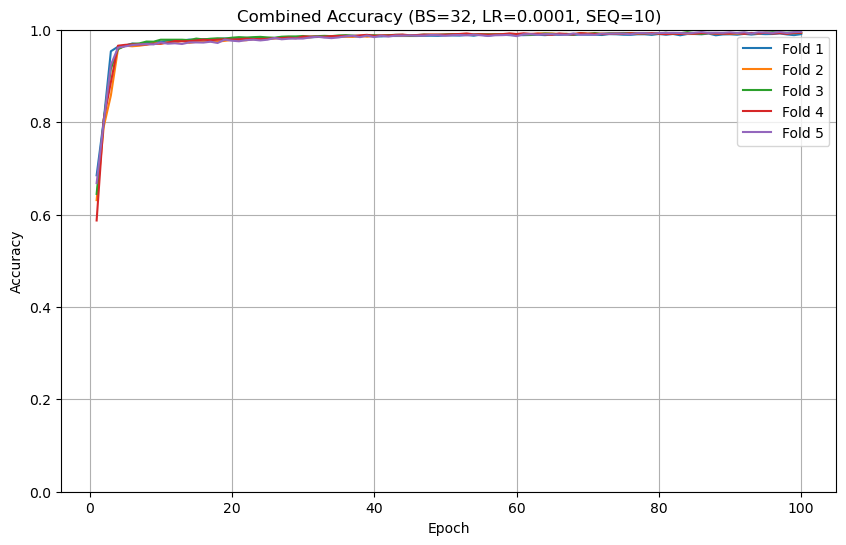 Combined Accuracy (BS=32, LR=0.0001, SEQ=10)
1.0
0.8
0.6
0.4
0.2
0.0
Accuracy
Fold 1
Fold 2
Fold 3
Fold 4
Fold 5
0 20 40 60 80 100
Epoch